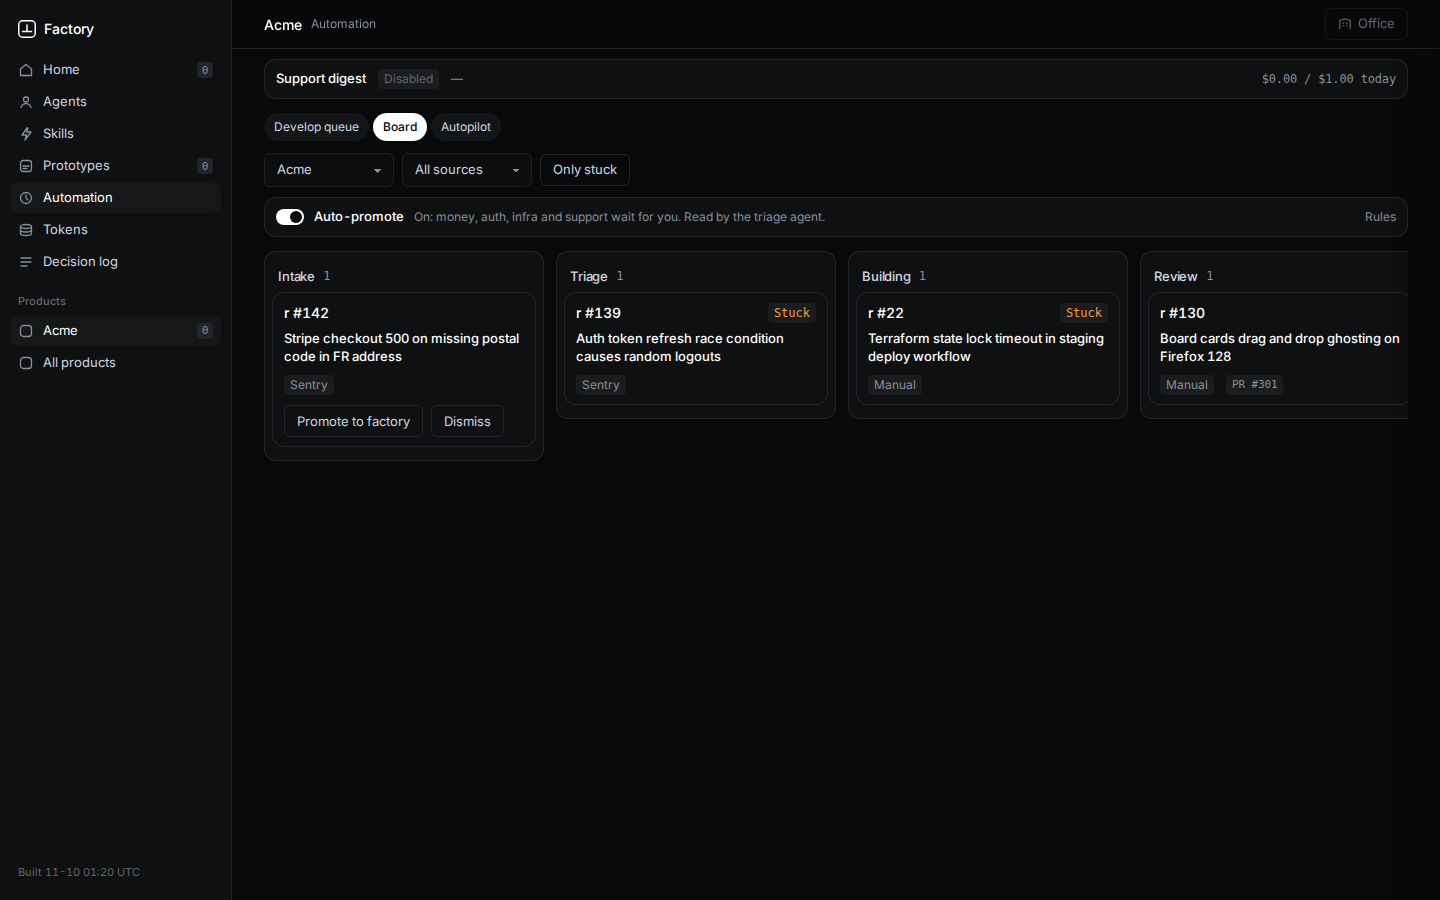 Factory
Home 0
Agents
Skills
Prototypes 0
Automation
Tokens
Decision log
Products
Acme 0
All products
Built 11-10 01:20 UTC
Acme Automation
Office
Support digest Disabled — $0.00 / $1.00 today
Develop queue Board Autopilot
Acme All sources Only stuck
Auto-promote On: money, auth, infra and support wait for you. Read by the triage agent. Rules
Intake 1
r #142
Stripe checkout 500 on missing postal
code in FR address
Sentry
Promote to factory Dismiss
Triage 1
r #139 Stuck
Auth token refresh race condition
causes random logouts
Sentry
Building 1
r #22 Stuck
Terraform state lock timeout in staging
deploy workflow
Manual
Review 1
r #130
Board cards drag and drop ghosting on
Firefox 128
Manual PR #301